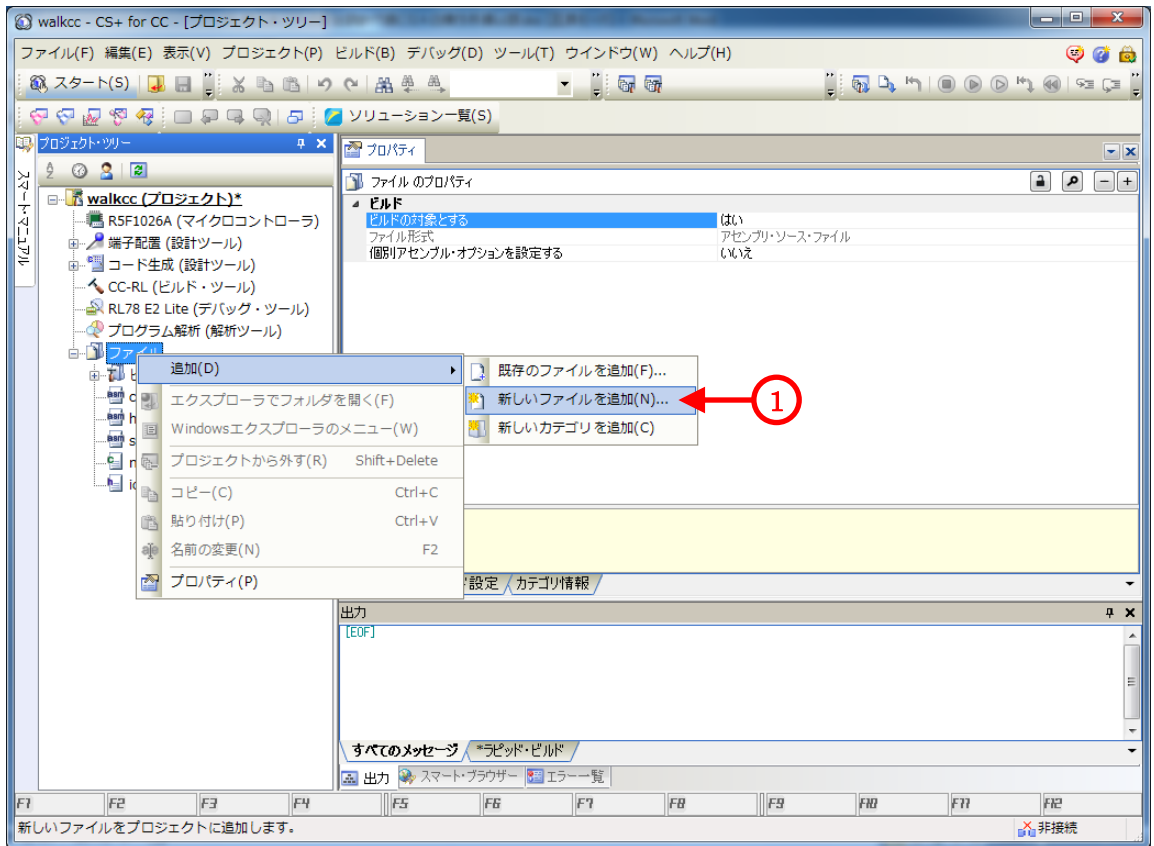 walkcc - CS+ for CC - [プロジェクト・ツリー]
ファイル(F) 編集(E) 表示(V) プロジェクト(P) ビルド(B) デバッグ(D) ツール(T) ウインドウ(W) ヘルプ(H)
スタート(S)
ソリューション一覧(S)
スマート・マニュアル
プロジェクト・ツリー
walkcc (プロジェクト)*
R5F1026A (マイクロコントローラ)
端子配置 (設計ツール)
コード生成 (設計ツール)
CC-RL (ビルド・ツール)
RL78 E2 Lite (デバッグ・ツール)
プログラム解析 (解析ツール)
ファイル
プロパティ
ファイル のプロパティ
ビルド
ビルドの対象とする はい
ファイル形式 アセンブリ・ソース・ファイル
個別アセンブル・オプションを設定する いいえ
追加(D)
エクスプローラでフォルダを開く(F)
Windowsエクスプローラのメニュー(W)
プロジェクトから外す(R) Shift+Delete
コピー(C) Ctrl+C
貼り付け(P) Ctrl+V
名前の変更(N) F2
プロパティ(P)
既存のファイルを追加(F)...
新しいファイルを追加(N)...
新しいカテゴリを追加(C)
1
設定 カテゴリ情報
出力
[EOF]
すべてのメッセージ *ラピッド・ビルド
出力 スマート・ブラウザー エラー一覧
F1 F2 F3 F4 F5 F6 F7 F8 F9 F10 F11 F12
新しいファイルをプロジェクトに追加します。 非接続